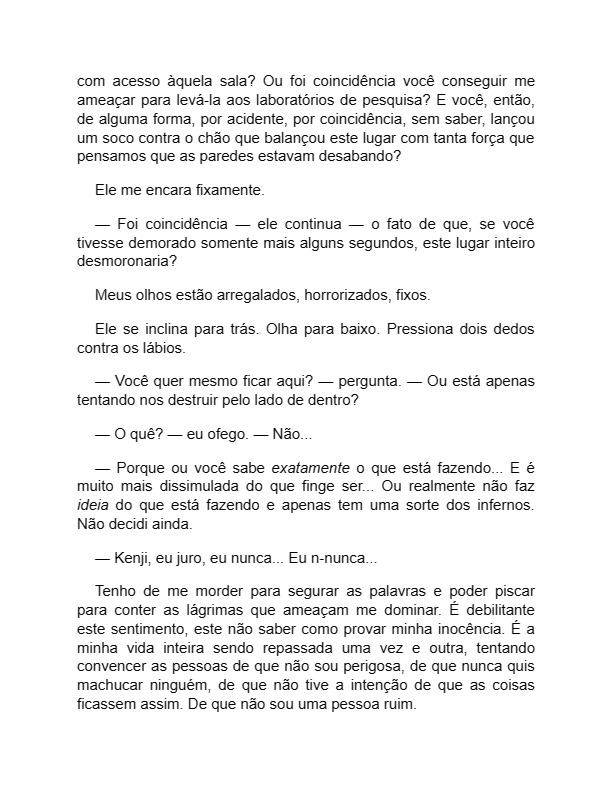 com acesso àquela sala? Ou foi coincidência você conseguir me
ameaçar para levá-la aos laboratórios de pesquisa? E você, então,
de alguma forma, por acidente, por coincidência, sem saber, lançou
um soco contra o chão que balançou este lugar com tanta força que
pensamos que as paredes estavam desabando?
Ele me encara fixamente.
— Foi coincidência — ele continua — o fato de que, se você
tivesse demorado somente mais alguns segundos, este lugar inteiro
desmoronaria?
Meus olhos estão arregalados, horrorizados, fixos.
Ele se inclina para trás. Olha para baixo. Pressiona dois dedos
contra os lábios.
— Você quer mesmo ficar aqui? — pergunta. — Ou está apenas
tentando nos destruir pelo lado de dentro?
— O quê? — eu ofego. — Não...
— Porque ou você sabe exatamente o que está fazendo... E é
muito mais dissimulada do que finge ser... Ou realmente não faz
ideia do que está fazendo e apenas tem uma sorte dos infernos.
Não decidi ainda.
— Kenji, eu juro, eu nunca... Eu n-nunca...
Tenho de me morder para segurar as palavras e poder piscar
para conter as lágrimas que ameaçam me dominar. É debilitante
este sentimento, este não saber como provar minha inocência. É a
minha vida inteira sendo repassada uma vez e outra, tentando
convencer as pessoas de que não sou perigosa, de que nunca quis
machucar ninguém, de que não tive a intenção de que as coisas
ficassem assim. De que não sou uma pessoa ruim.